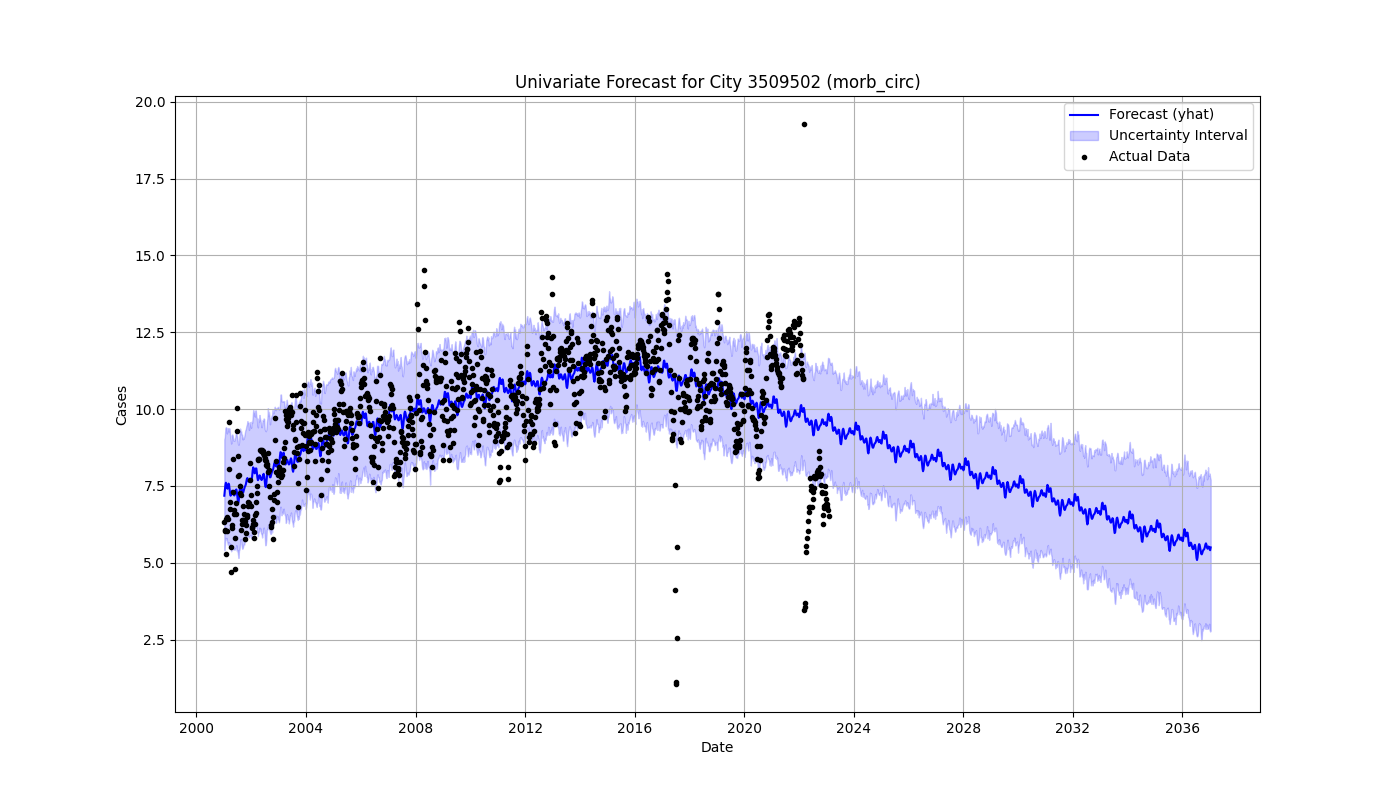 Univariate Forecast for City 3509502 (morb_circ)
Forecast (yhat)
Uncertainty Interval
Actual Data
Cases
20.0
17.5
15.0
12.5
10.0
7.5
5.0
2.5
2000 2004 2008 2012 2016 2020 2024 2028 2032 2036
Date